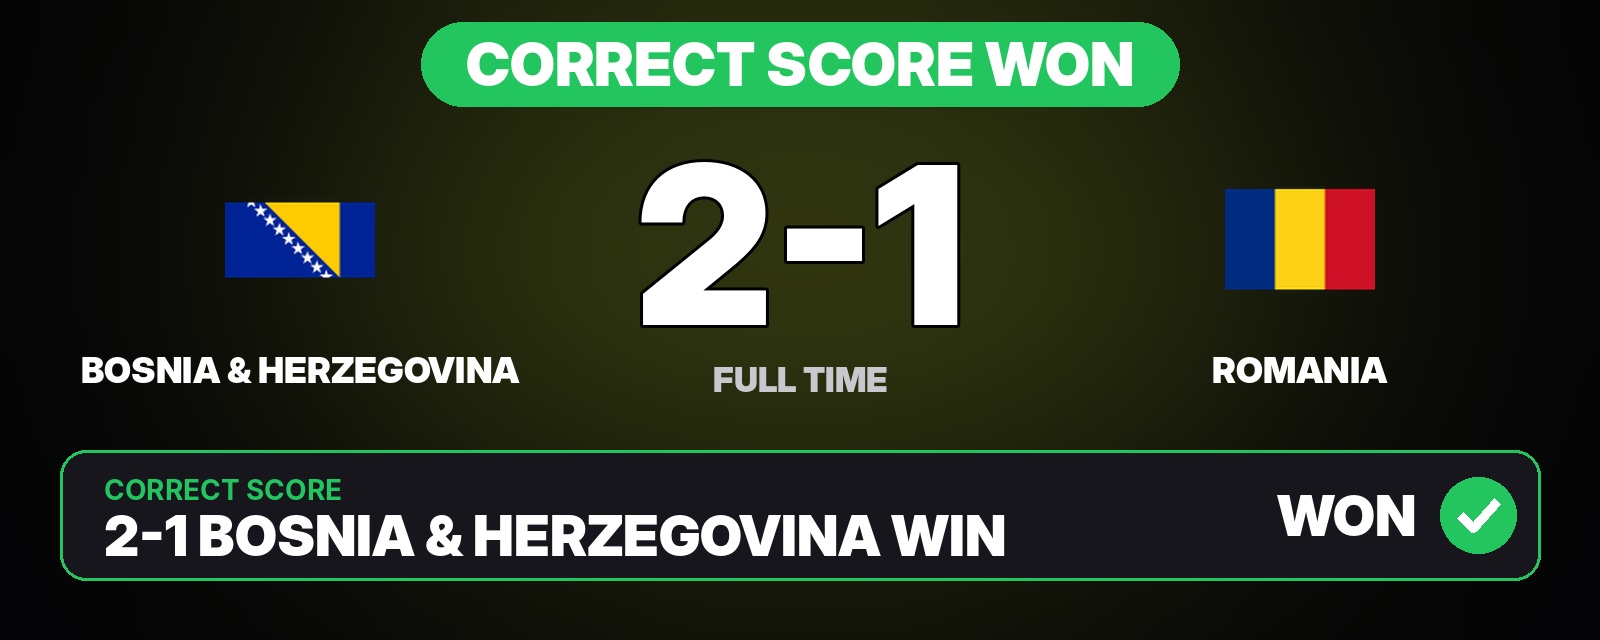 CORRECT SCORE WON
2-1
BOSNIA & HERZEGOVINA
FULL TIME
ROMANIA
CORRECT SCORE
2-1 BOSNIA & HERZEGOVINA WIN
WON